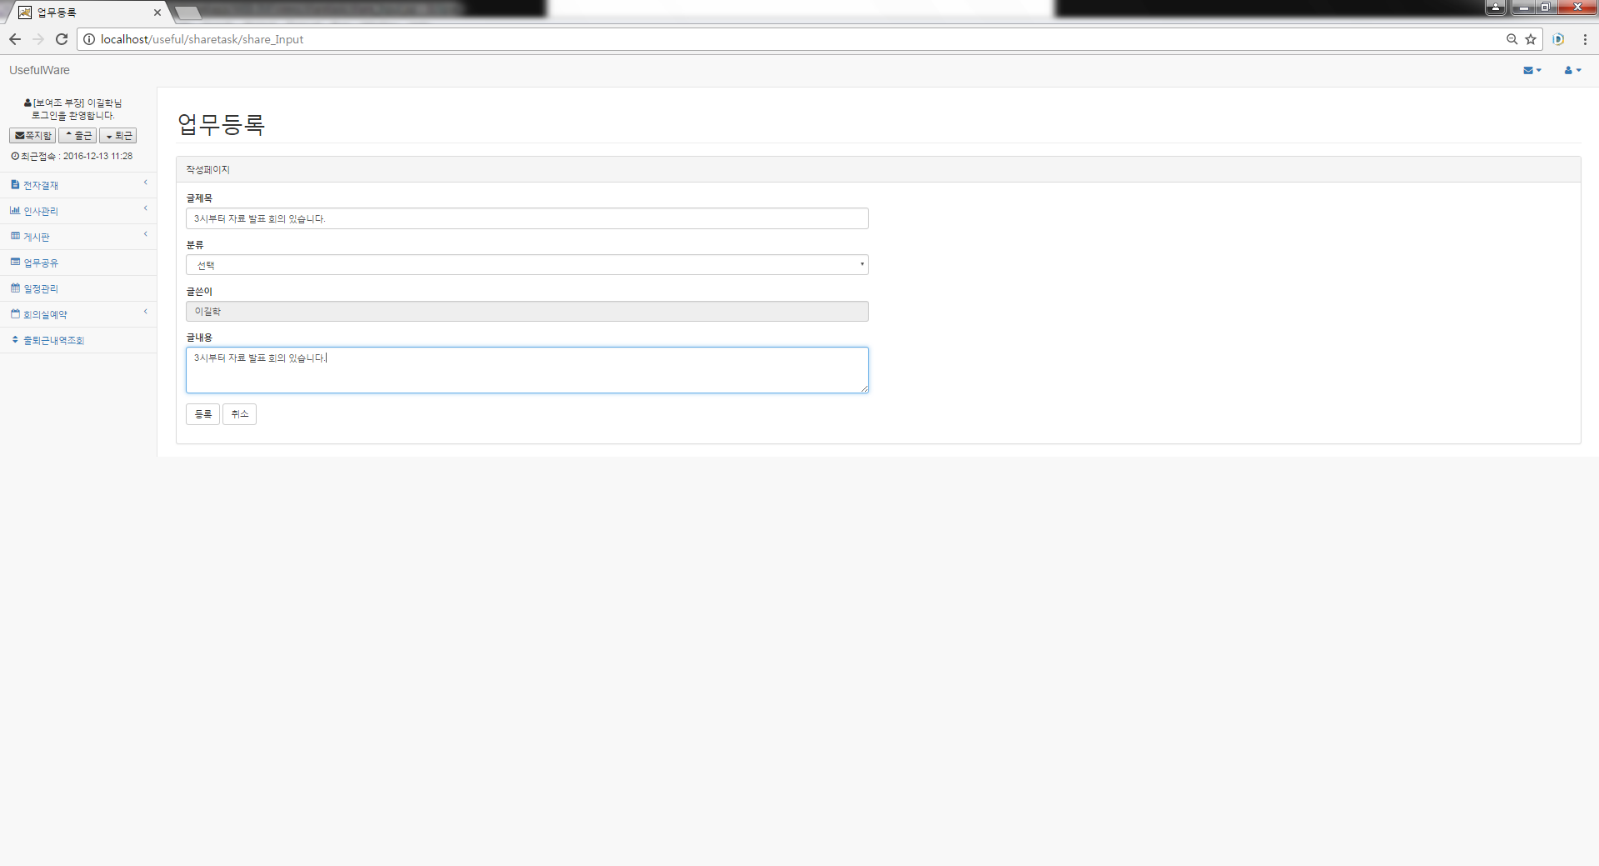 업무등록
localhost/useful/sharetask/share_Input
UsefulWare
[보여조 부장] 이길학님
로그인을 환영합니다.
쪽지함 출근 퇴근
최근접속 : 2016-12-13 11:28
전자결재
인사관리
게시판
업무공유
일정관리
회의실예약
출퇴근내역조회
업무등록
작성페이지
글제목
3시부터 자료 발표 회의 있습니다.
분류
선택
글쓴이
이길학
글내용
3시부터 자료 발표 회의 있습니다.
등록 취소